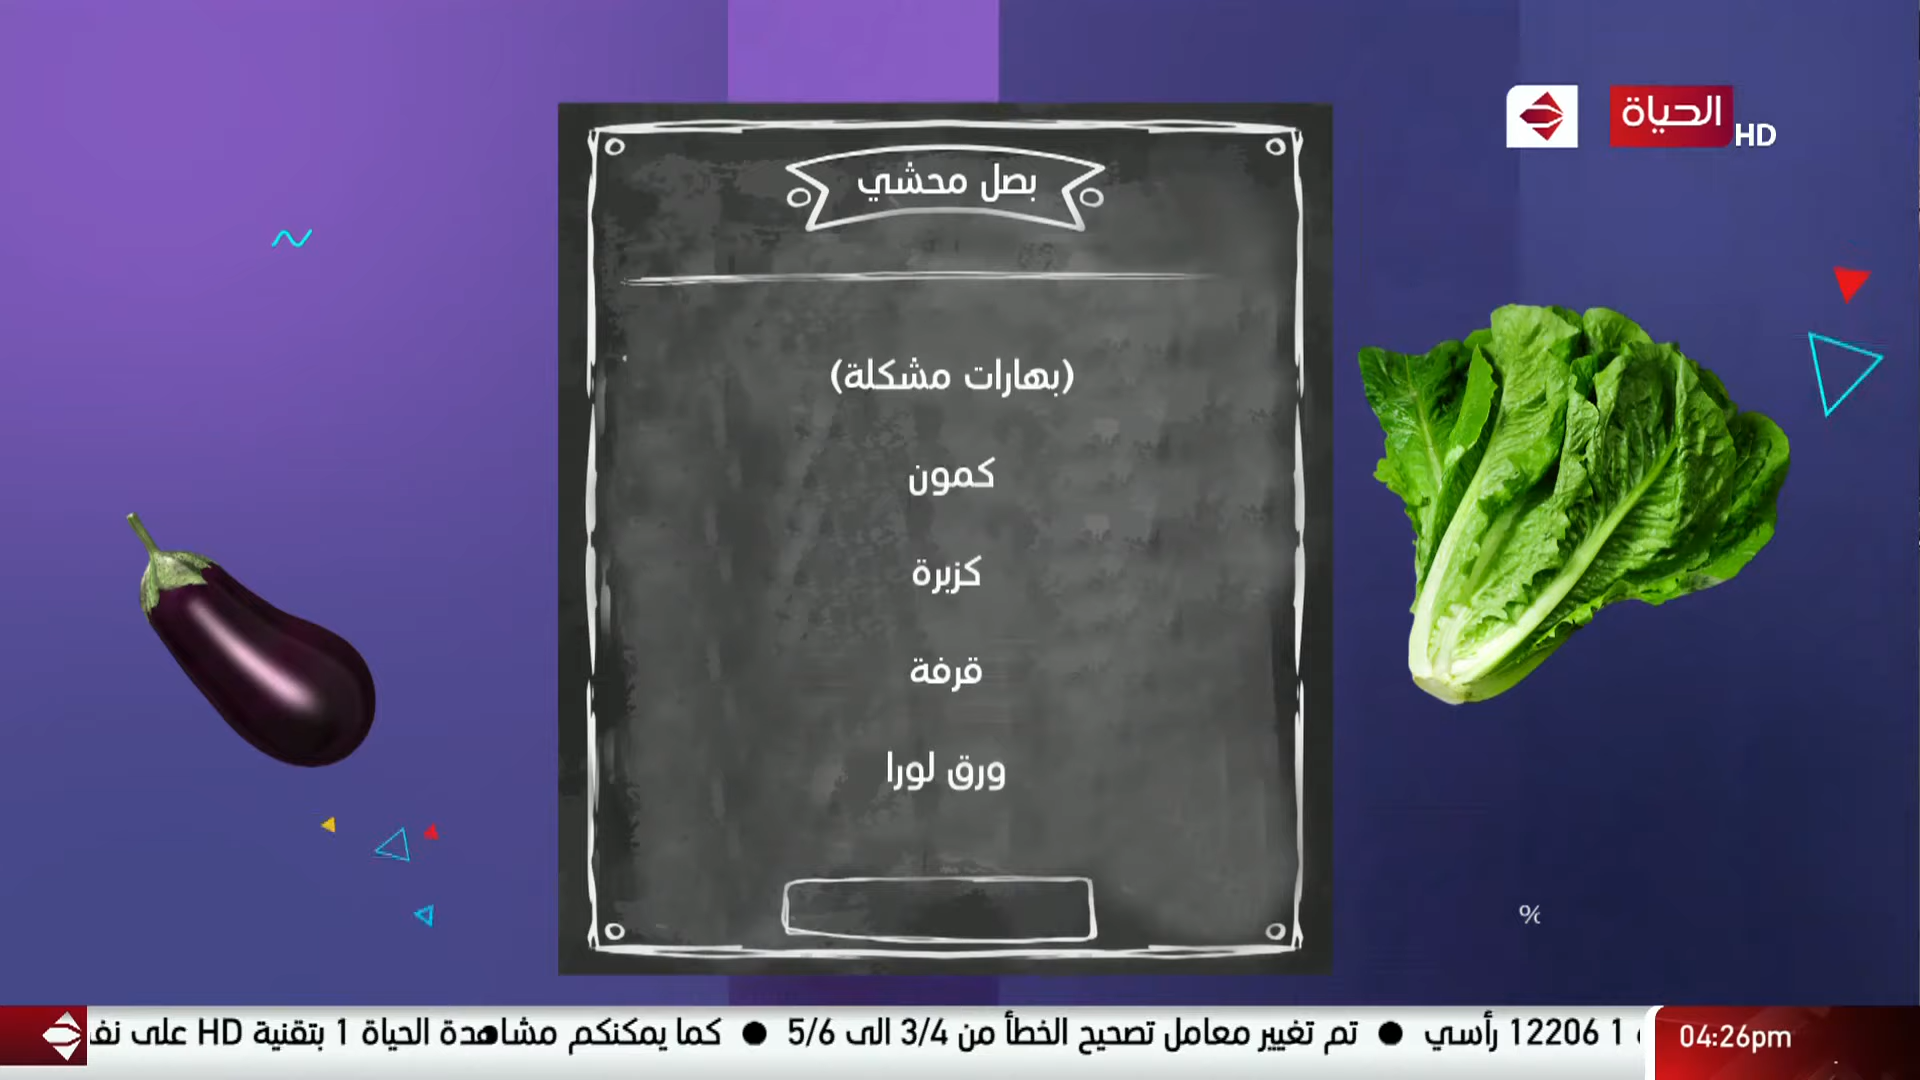 الحياة
HD
بصل محشي
(بهارات مشكلة)
كمون
كزبرة
قرفة
ورق لورا
%
1 12206 رأسي ● تم تغيير معامل تصحيح الخطأ من 3/4 الى 5/6 ● كما يمكنكم مشاهدة الحياة 1 بتقنية HD على
04:26pm